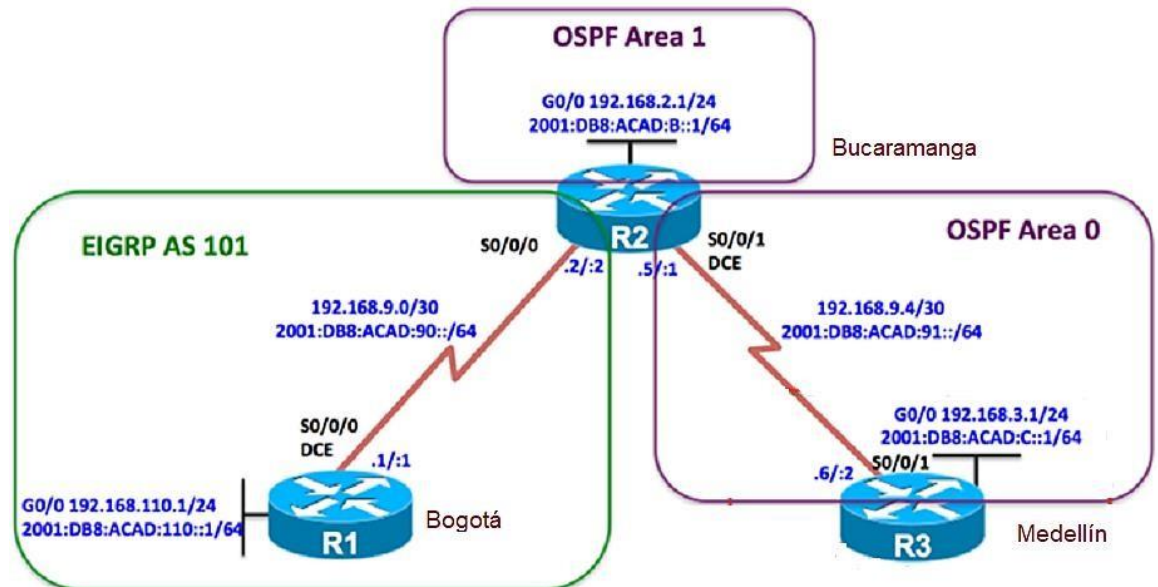 OSPF Area 1
G0/0 192.168.2.1/24
2001:DB8:ACAD:B::1/64
Bucaramanga
R2
EIGRP AS 101
S0/0/0
.2/:2
.5/:1
S0/0/1
DCE
OSPF Area 0
192.168.9.0/30
2001:DB8:ACAD:90::/64
192.168.9.4/30
2001:DB8:ACAD:91::/64
S0/0/0
DCE
.1/:1
G0/0 192.168.3.1/24
2001:DB8:ACAD:C::1/64
.6/:2
S0/0/1
G0/0 192.168.110.1/24
2001:DB8:ACAD:110::1/64
R1
Bogotá
R3
Medellín